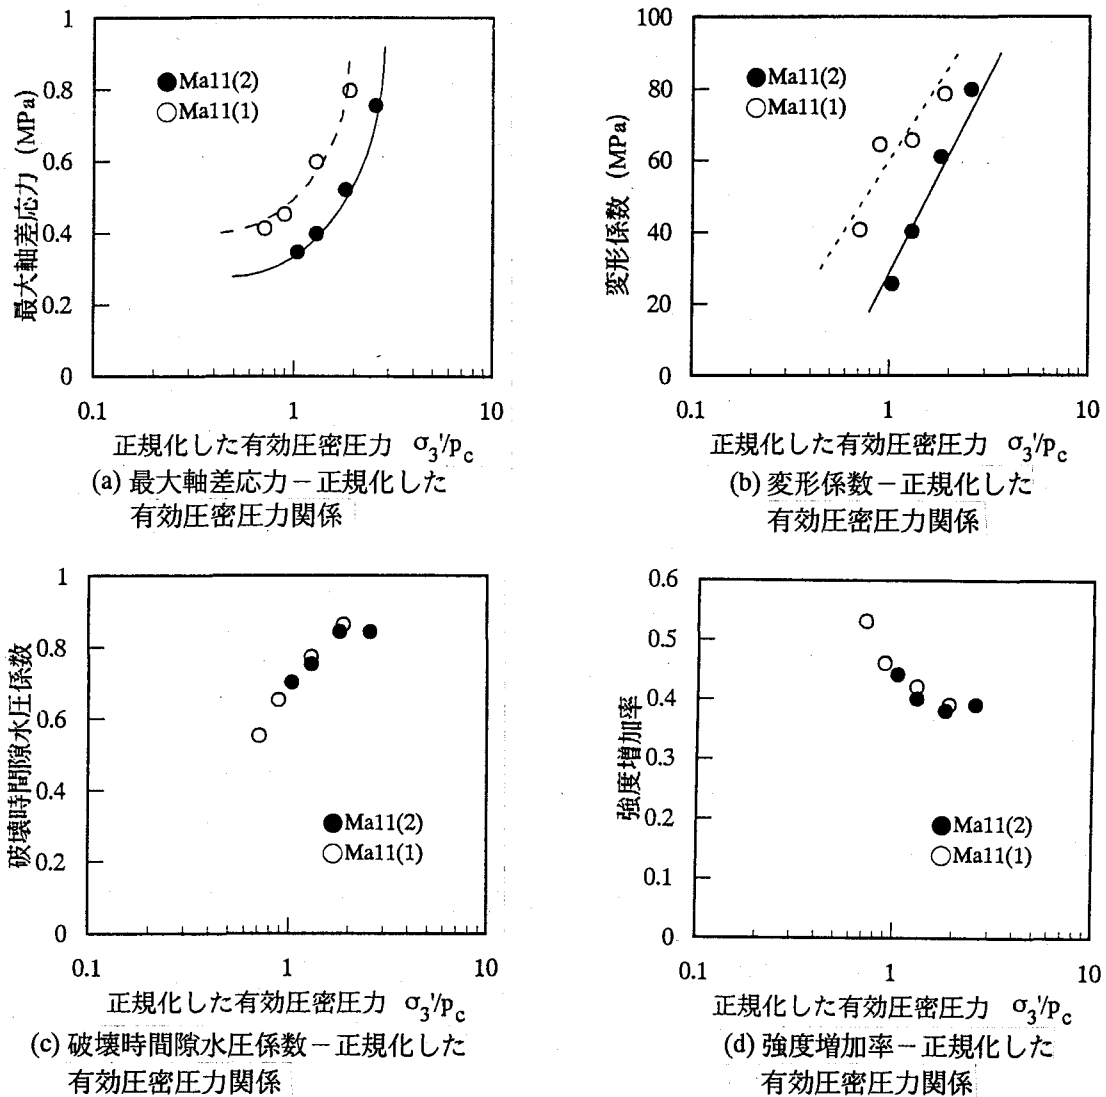 1
0.8
0.6
0.4
0.2
0
最大軸差応力 (MPa)
Ma11(2)
Ma11(1)
0.1
1
10
正規化した有効圧密圧力 σ3'/pc
(a) 最大軸差応力−正規化した
有効圧密圧力関係
100
80
60
40
20
0
変形係数 (MPa)
Ma11(2)
Ma11(1)
0.1
1
10
正規化した有効圧密圧力 σ3'/pc
(b) 変形係数−正規化した
有効圧密圧力関係
1
0.8
0.6
0.4
0.2
0
破壊時間隙水圧係数
Ma11(2)
Ma11(1)
0.1
1
10
正規化した有効圧密圧力 σ3'/pc
(c) 破壊時間隙水圧係数−正規化した
有効圧密圧力関係
0.6
0.5
0.4
0.3
0.2
0.1
0
強度増加率
Ma11(2)
Ma11(1)
0.1
1
10
正規化した有効圧密圧力 σ3'/pc
(d) 強度増加率−正規化した
有効圧密圧力関係